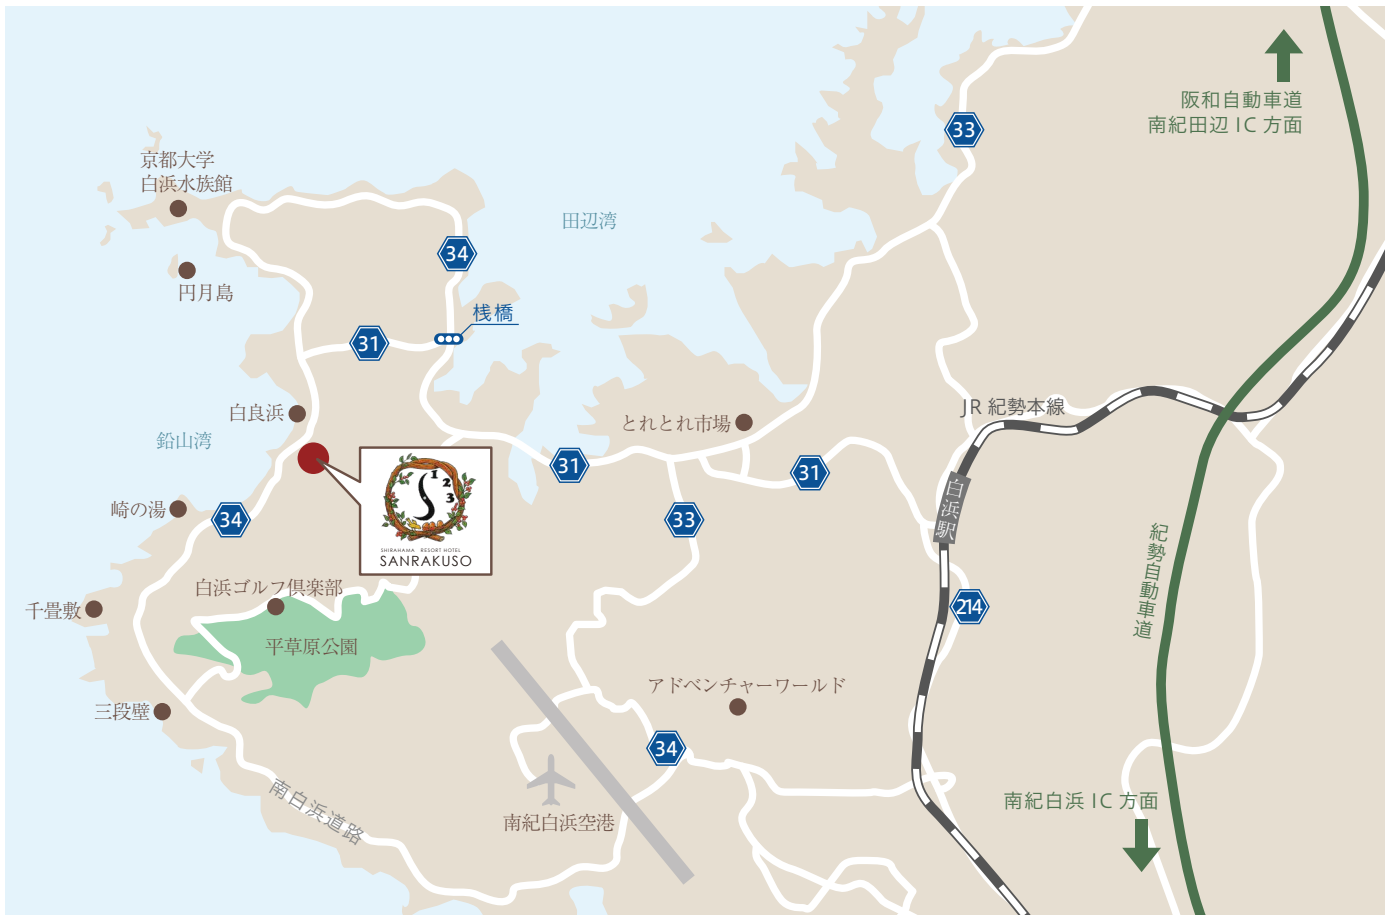 阪和自動車道
南紀田辺 IC 方面
33
京都大学
白浜水族館
田辺湾
34
円月島
桟橋
31
白良浜
JR 紀勢本線
とれとれ市場
鉛山湾
31
31
1
2
3
S
SHIRAHAMA RESORT HOTEL
SANRAKUSO
白浜駅
崎の湯
34
33
紀勢自動車道
白浜ゴルフ倶楽部
千畳敷
214
平草原公園
アドベンチャーワールド
三段壁
34
南白浜道路
南紀白浜空港
南紀白浜 IC 方面